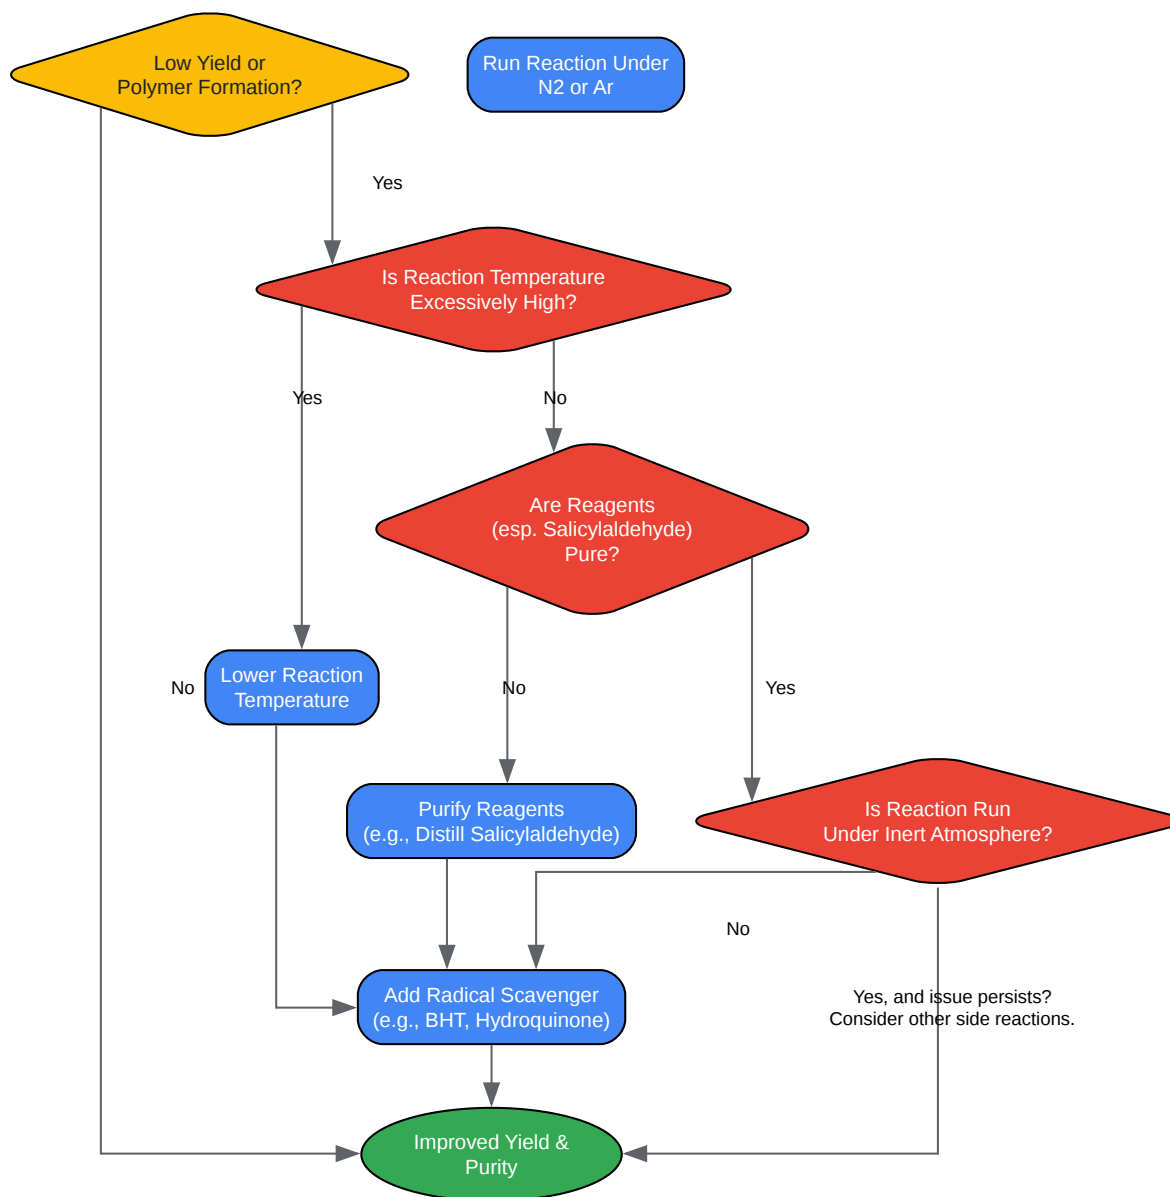 Low Yield or
Polymer Formation?
Run Reaction Under
N2 or Ar
Yes
Is Reaction Temperature
Excessively High?
Yes
No
Are Reagents
(esp. Salicylaldehyde)
Pure?
No
Lower Reaction
Temperature
No
Yes
Purify Reagents
(e.g., Distill Salicylaldehyde)
Is Reaction Run
Under Inert Atmosphere?
No
Add Radical Scavenger
(e.g., BHT, Hydroquinone)
Yes, and issue persists?
Consider other side reactions.
Improved Yield &
Purity